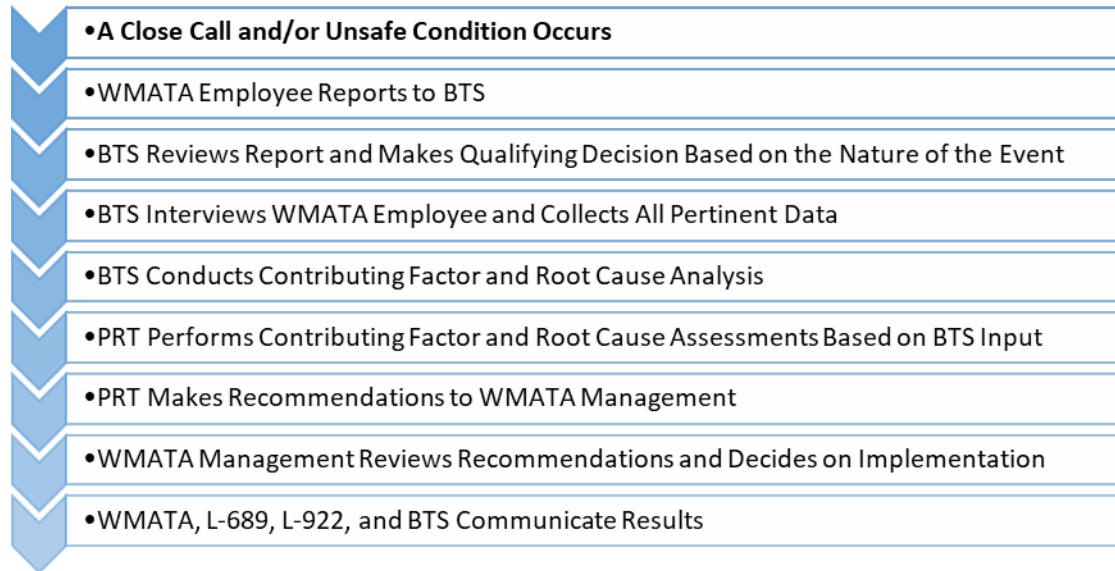 •A Close Call and/or Unsafe Condition Occurs
•WMATA Employee Reports to BTS
•BTS Reviews Report and Makes Qualifying Decision Based on the Nature of the Event
•BTS Interviews WMATA Employee and Collects All Pertinent Data
•BTS Conducts Contributing Factor and Root Cause Analysis
•PRT Performs Contributing Factor and Root Cause Assessments Based on BTS Input
•PRT Makes Recommendations to WMATA Management
•WMATA Management Reviews Recommendations and Decides on Implementation
•WMATA, L-689, L-922, and BTS Communicate Results